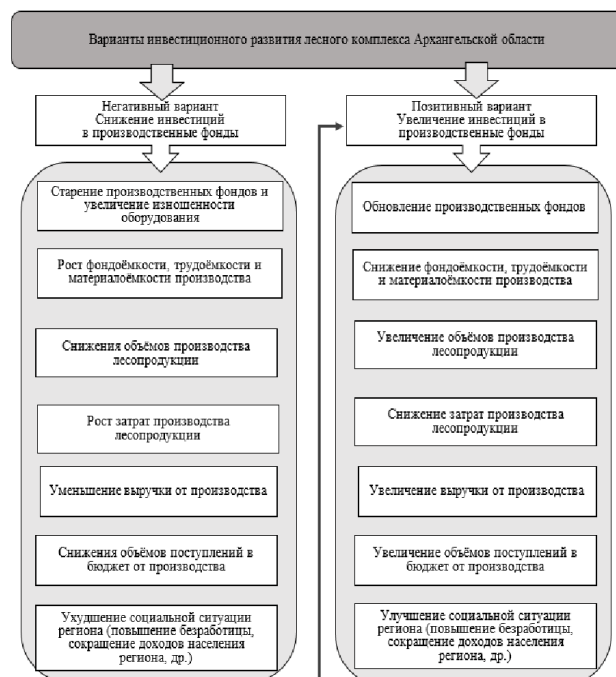 Варианты инвестиционного развития лесного комплекса Архангельской области
Негативный вариант
Снижение инвестиций
в производственные фонды
Старение производственных фондов и
увеличение изношенности
оборудования
Рост фондоёмкости, трудоёмкости и
материалоёмкости производства
Снижения объёмов производства
лесопродукции
Рост затрат производства
лесопродукции
Уменьшение выручки от производства
Снижения объёмов поступлений в
бюджет от производства
Ухудшение социальной ситуации
региона (повышение безработицы,
сокращение доходов населения
региона, др.)
Позитивный вариант
Увеличение инвестиций в
производственные фонды
Обновление производственных фондов
Снижение фондоёмкости, трудоёмкости
и материалоёмкости производства
Увеличение объёмов производства
лесопродукции
Снижение затрат производства
лесопродукции
Увеличение выручки от производства
Увеличение объёмов поступлений в
бюджет от производства
Улучшение социальной ситуации
региона (повышение безработицы,
сокращение доходов населения
региона, др.)